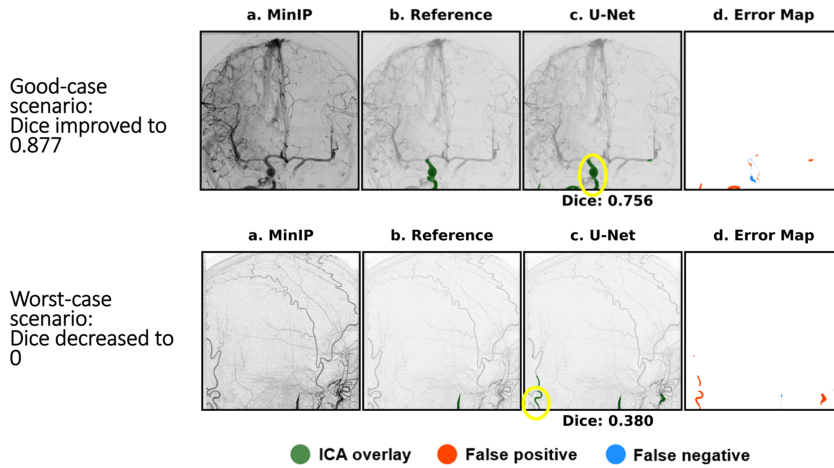 a. MinIP
b. Reference
c. U-Net
d. Error Map
Good-case
scenario:
Dice improved to
0.877
Dice: 0.756
a. MinIP
b. Reference
c. U-Net
d. Error Map
Worst-case
scenario:
Dice decreased to
0
Dice: 0.380
ICA overlay
False positive
False negative